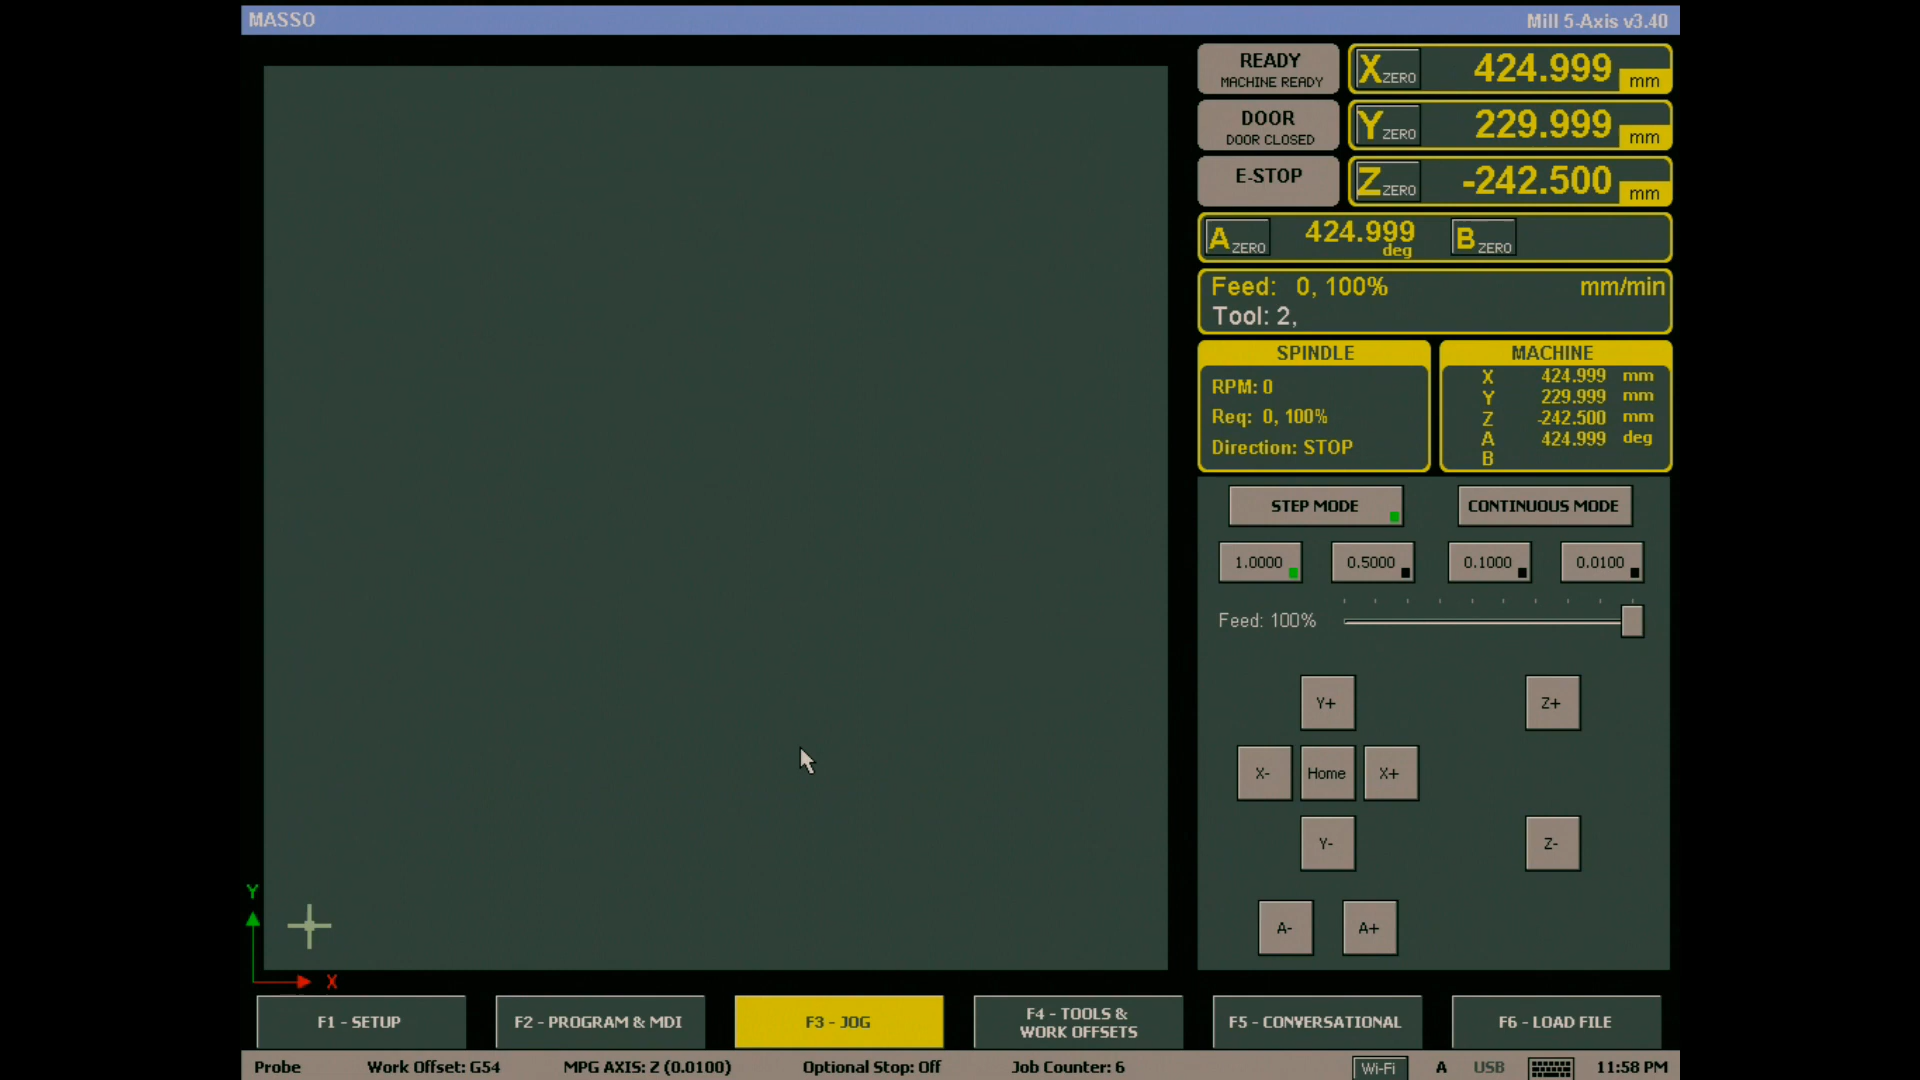 MASSO
Mill 5-Axis v3.40
READY
MACHINE READY
X ZERO 424.999 mm
DOOR
DOOR CLOSED
Y ZERO 229.999 mm
E-STOP
Z ZERO -242.500 mm
A ZERO 424.999 deg
B ZERO
Feed: 0, 100% mm/min
Tool: 2,
SPINDLE
RPM: 0
Req: 0, 100%
Direction: STOP
MACHINE
X 424.999 mm
Y 229.999 mm
Z -242.500 mm
A 424.999 deg
B
STEP MODE CONTINUOUS MODE
1.0000 0.5000 0.1000 0.0100
Feed: 100%
Y+ Z+
X- Home X+
Y- Z-
A- A+
Y
X
F1 - SETUP
F2 - PROGRAM & MDI
F3 - JOG
F4 - TOOLS &
WORK OFFSETS
F5 - CONVERSATIONAL
F6 - LOAD FILE
Probe Work Offset: G54 MPG AXIS: Z (0.0100) Optional Stop: Off Job Counter: 6 Wi-Fi A USB 11:58 PM